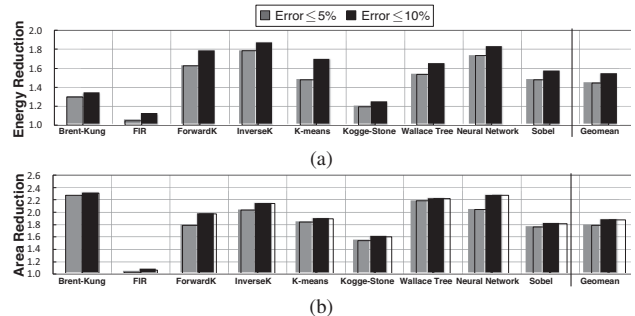 Error≤5% Error≤10%
Energy Reduction
2.0
1.8
1.6
1.4
1.2
1.0
Brent-Kung FIR ForwardK InverseK K-means Kogge-Stone Wallace Tree Neural Network Sobel Geomean
(a)
Area Reduction
2.6
2.4
2.2
2.0
1.8
1.6
1.4
1.2
1.0
Brent-Kung FIR ForwardK InverseK K-means Kogge-Stone Wallace Tree Neural Network Sobel Geomean
(b)